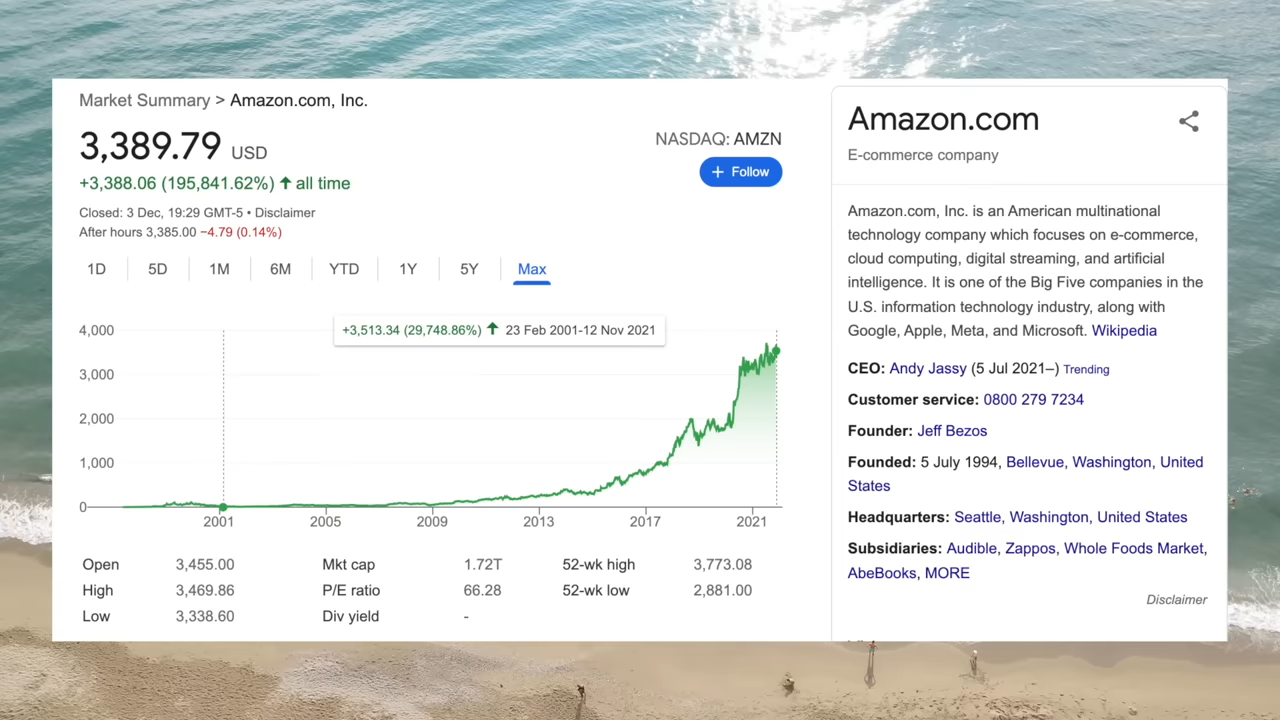 Market Summary > Amazon.com, Inc.
3,389.79 USD
+3,388.06 (195,841.62%) ↑ all time
Closed: 3 Dec, 19:29 GMT-5 • Disclaimer
After hours 3,385.00 −4.79 (0.14%)
NASDAQ: AMZN
+ Follow
1D 5D 1M 6M YTD 1Y 5Y Max
+3,513.34 (29,748.86%) ↑ 23 Feb 2001-12 Nov 2021
4,000
3,000
2,000
1,000
0
2001 2005 2009 2013 2017 2021
Open 3,455.00 Mkt cap 1.72T 52-wk high 3,773.08
High 3,469.86 P/E ratio 66.28 52-wk low 2,881.00
Low 3,338.60 Div yield -
Amazon.com
E-commerce company
Amazon.com, Inc. is an American multinational
technology company which focuses on e-commerce,
cloud computing, digital streaming, and artificial
intelligence. It is one of the Big Five companies in the
U.S. information technology industry, along with
Google, Apple, Meta, and Microsoft. Wikipedia
CEO: Andy Jassy (5 Jul 2021–) Trending
Customer service: 0800 279 7234
Founder: Jeff Bezos
Founded: 5 July 1994, Bellevue, Washington, United
States
Headquarters: Seattle, Washington, United States
Subsidiaries: Audible, Zappos, Whole Foods Market,
AbeBooks, MORE
Disclaimer